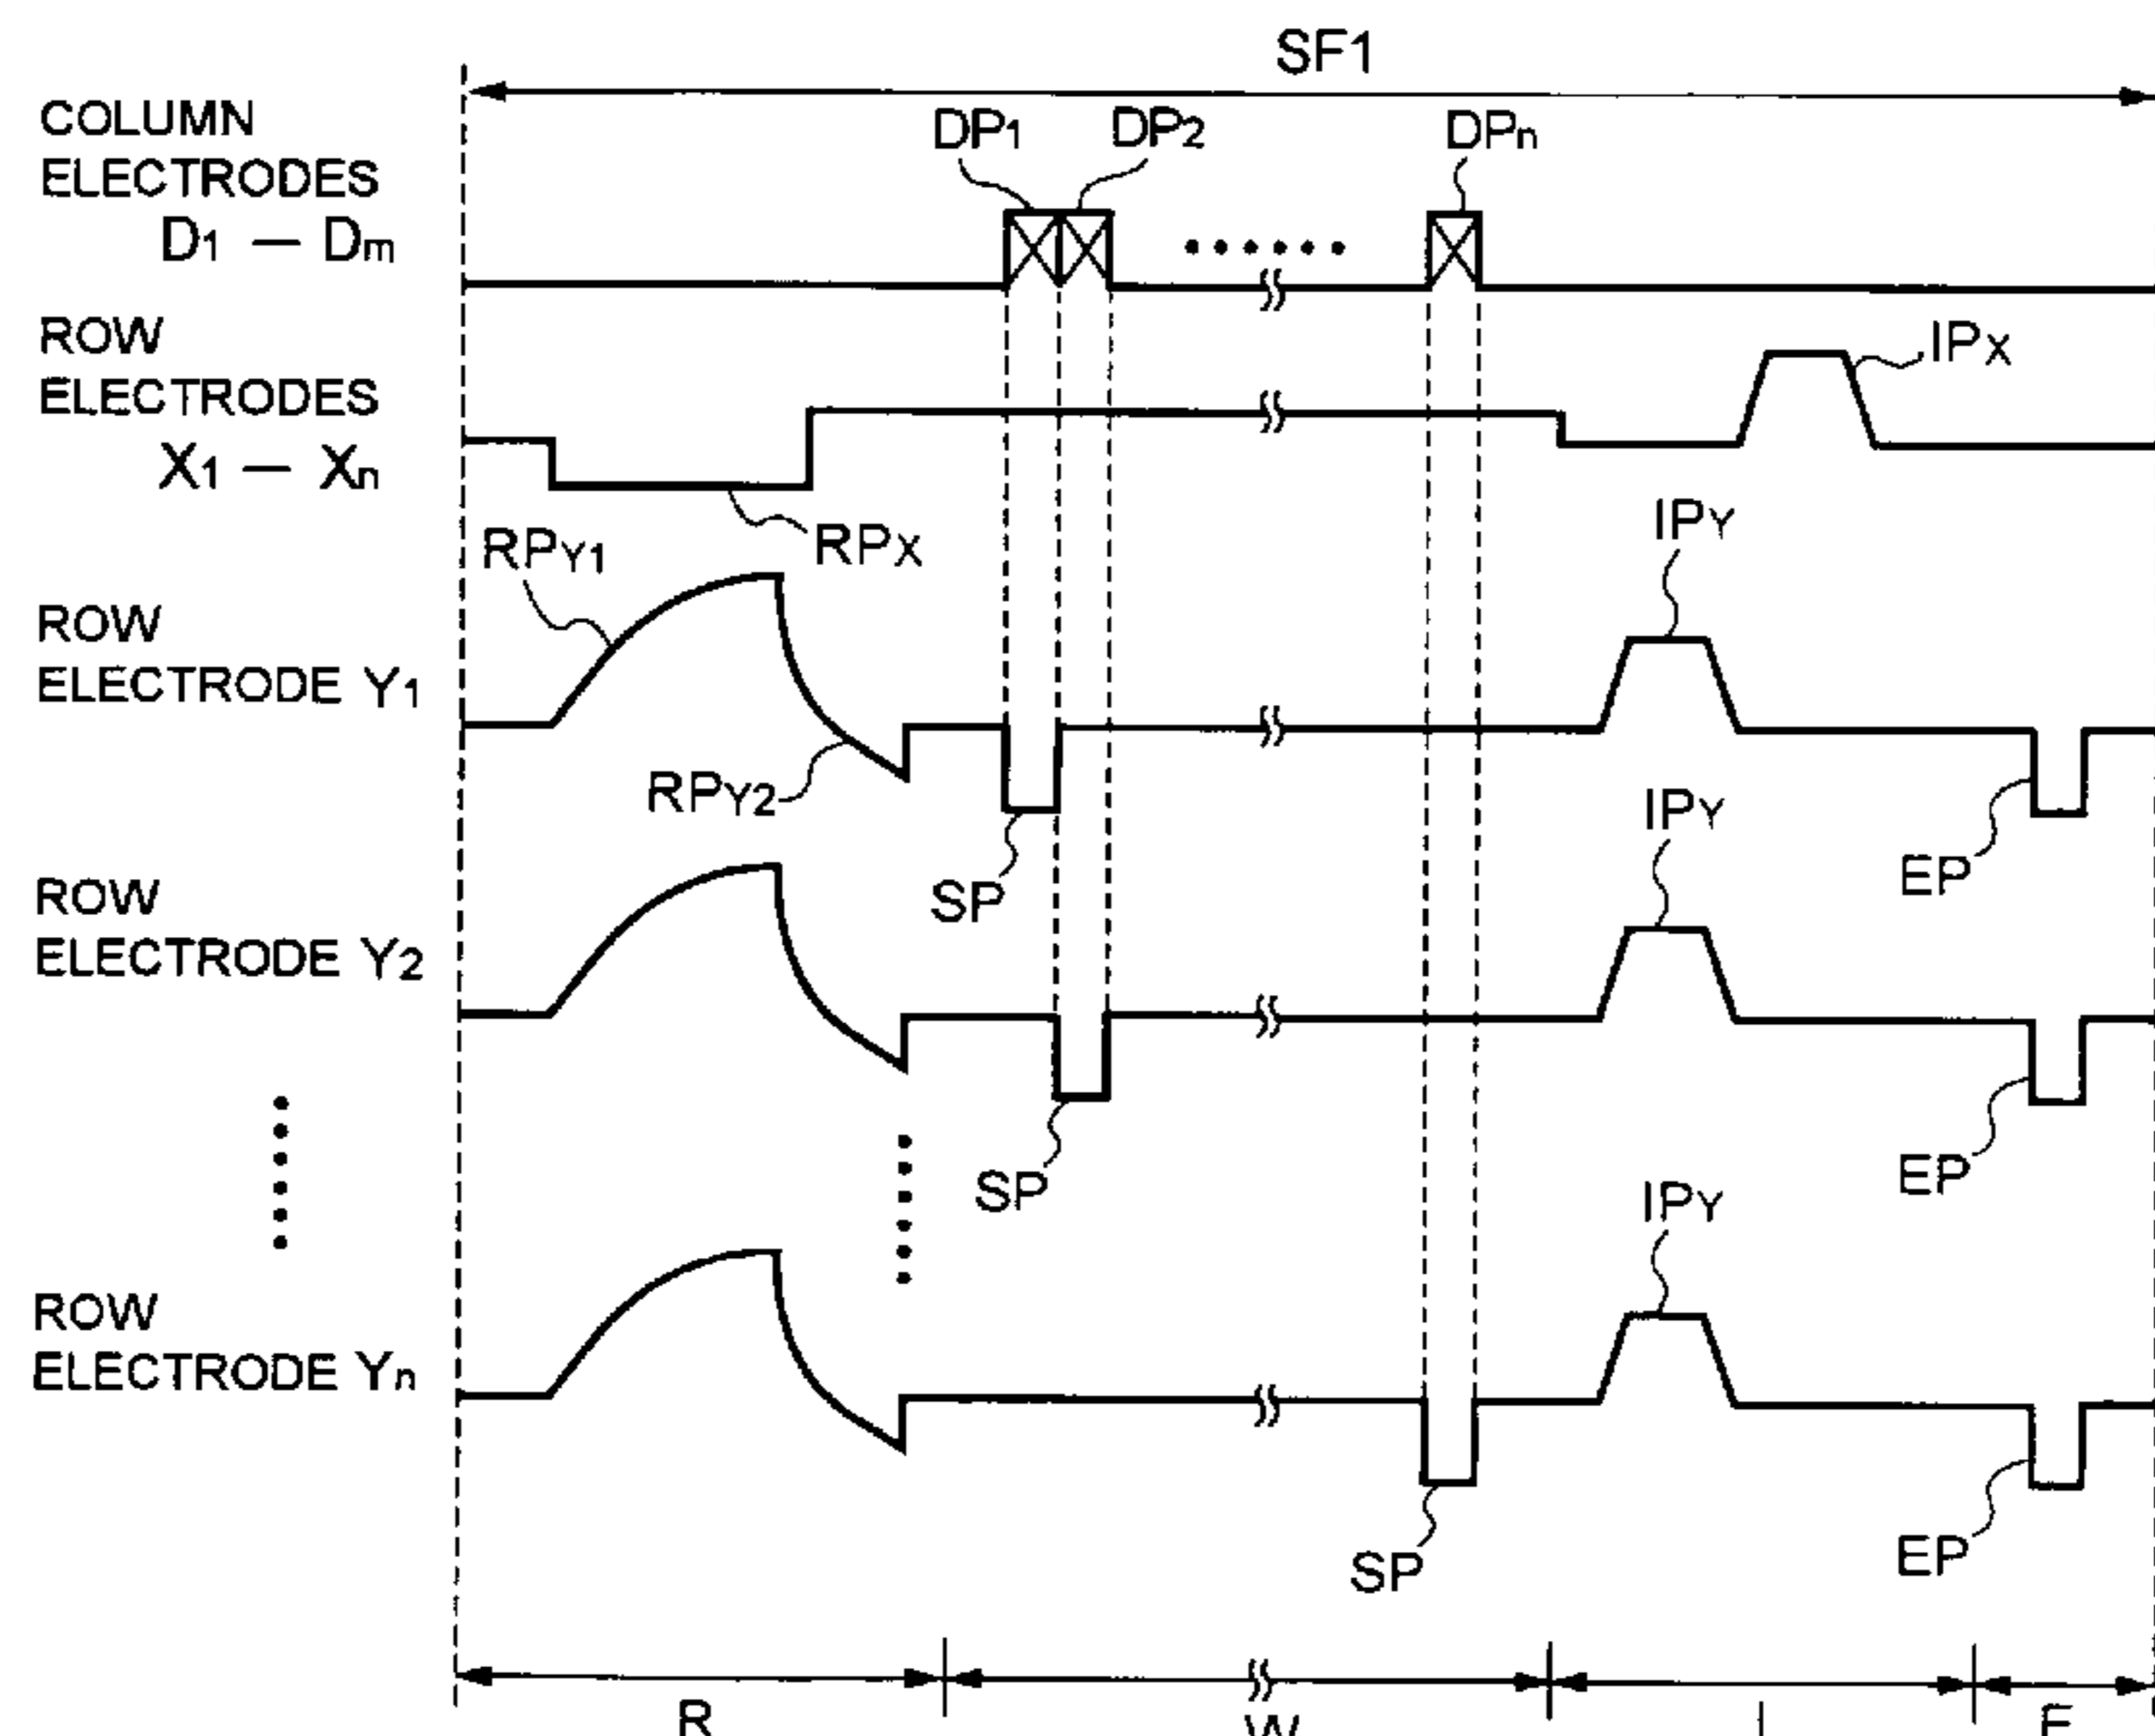 SF1
COLUMN
ELECTRODES
D1 — Dm
DP1
DP2
DPn
ROW
ELECTRODES
X1 — Xn
IPX
RPX
RPY1
IPY
ROW
ELECTRODE Y1
RPY2
SP
EP
IPY
ROW
ELECTRODE Y2
SP
EP
IPY
ROW
ELECTRODE Yn
SP
EP
R
W
I
E